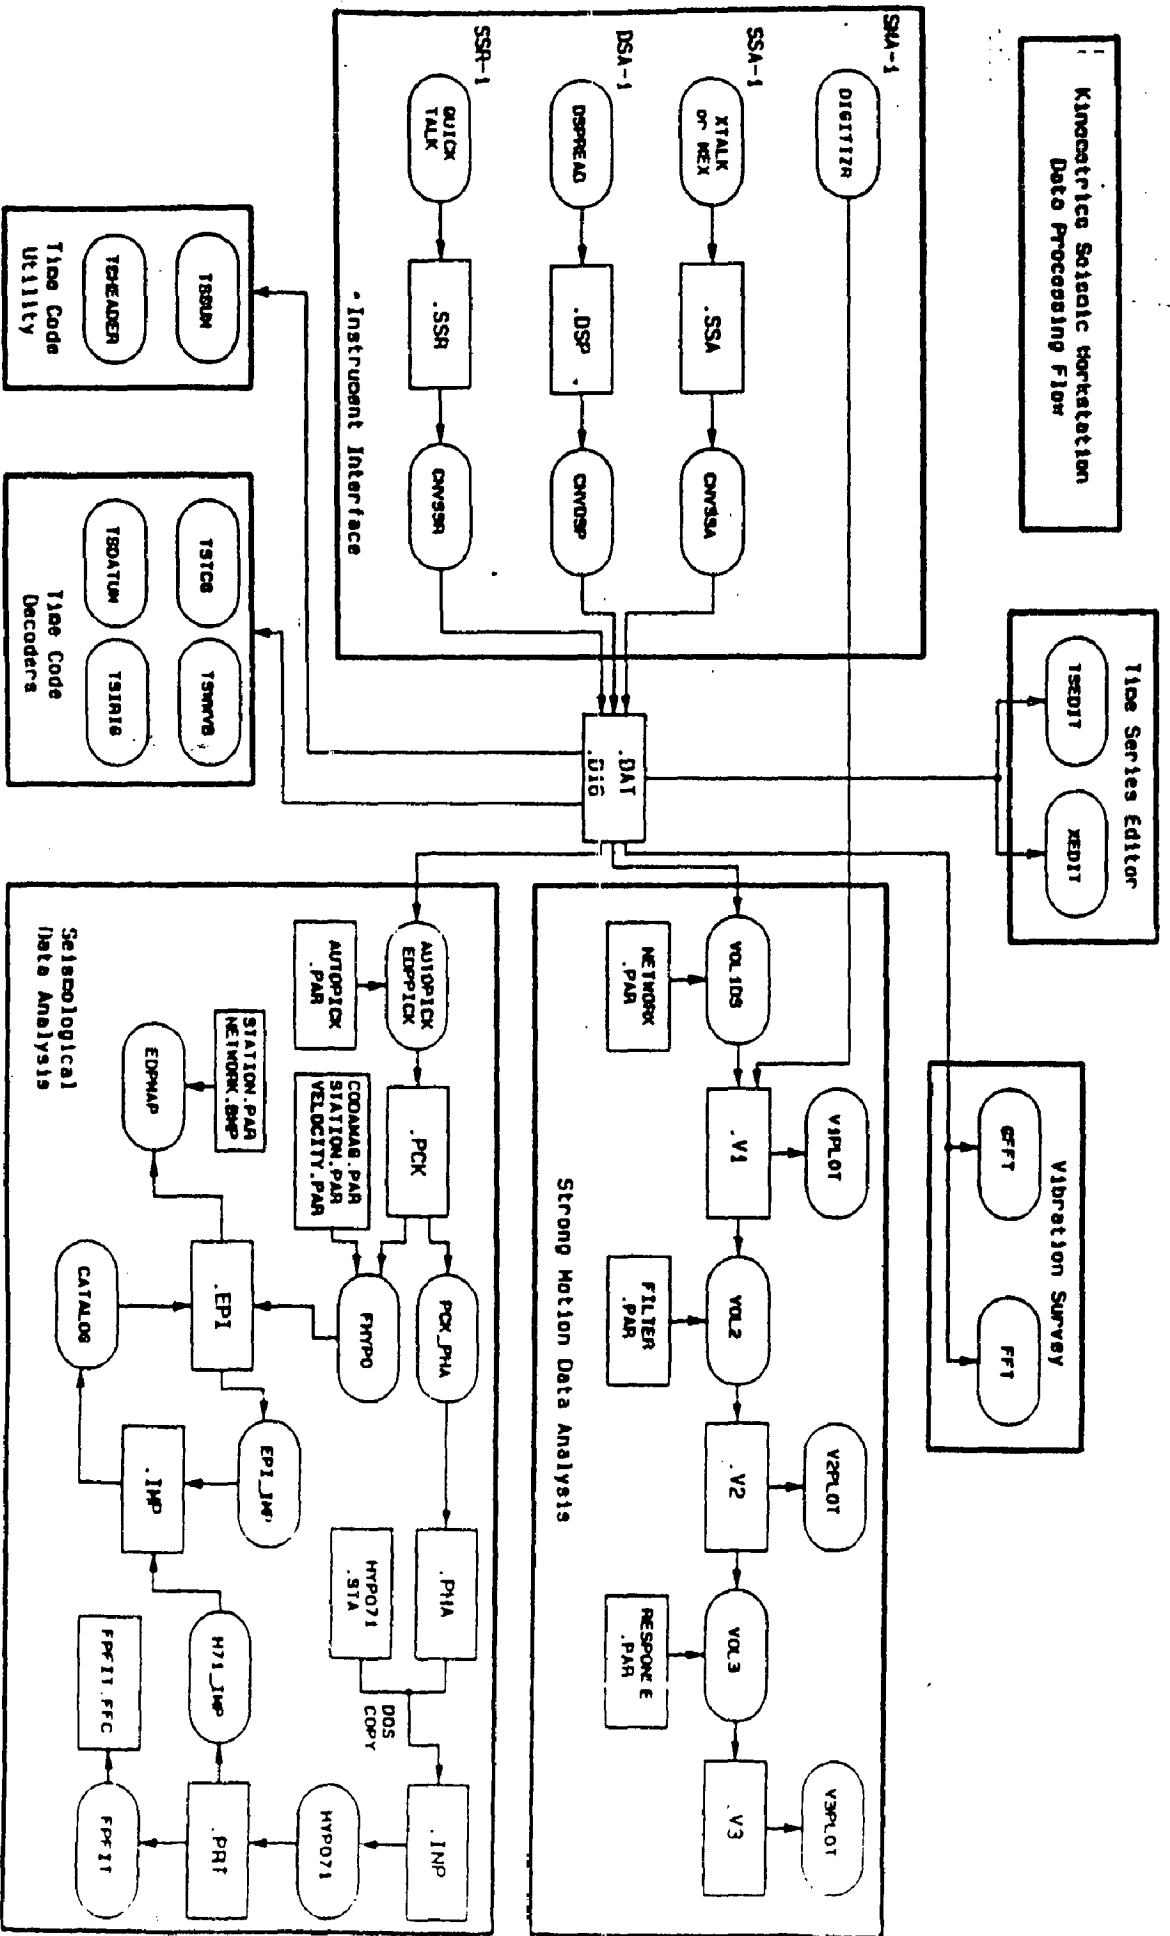 Kinemetrics Seismic Workstation
Data Processing Flow
SMA-1
DIGITIZR
SSA-1
XTALK
or MEX
.SSA
CNVSSA
DSA-1
DSPREAD
.DSP
CNVDSP
SSR-1
QUICK
TALK
.SSR
CNVSSR
Instrument Interface
Time Series Editor
TSEDIT
XEDIT
.DAT
.DIG
TSSUM
TCHEADER
Time Code
Utility
TSTCG
TSWWVB
TSDATUM
TSIRIG
Time Code
Decoders
Vibration Survey
CFFT
FFT
V1PLOT
V2PLOT
V3PLOT
VOL1DS
.V1
VOL2
.V2
VOL3
.V3
NETWORK
.PAR
FILTER
.PAR
RESPONCE
.PAR
Strong Motion Data Analysis
AUTOPICK
EDPPICK
.PCK
PCK_PHA
.PHA
.INP
AUTOPICK
.PAR
CODAMAG.PAR
STATION.PAR
VELOCITY.PAR
FHYPO
HYPO71
.STA
DOS
COPY
HYPO71
STATION.PAR
NETWORK.BMP
.EPI
EPI_IMP
H71_IMP
.PRT
EDPMAP
.IMP
CATALOG
FPFIT.FFC
FPFIT
Seismological
Data Analysis